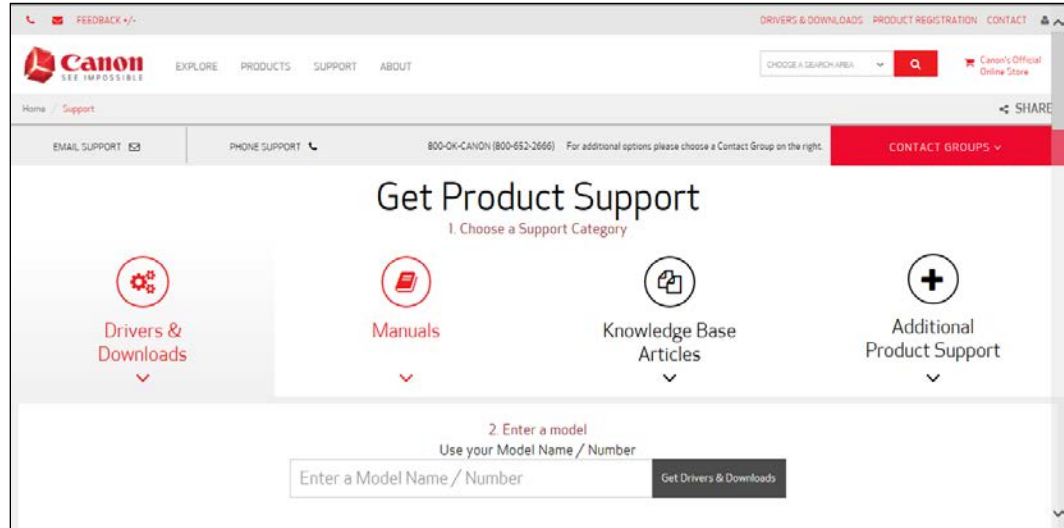 FEEDBACK +/-
DRIVERS & DOWNLOADS PRODUCT REGISTRATION CONTACT
Canon
SEE IMPOSSIBLE
EXPLORE PRODUCTS SUPPORT ABOUT
CHOOSE A SEARCH AREA
Canon's Official
Online Store
Home / Support
SHARE
EMAIL SUPPORT
PHONE SUPPORT
800-OK-CANON (800-652-2666) For additional options please choose a Contact Group on the right.
CONTACT GROUPS
Get Product Support
1. Choose a Support Category
Drivers &
Downloads
Manuals
Knowledge Base
Articles
Additional
Product Support
2. Enter a model
Use your Model Name / Number
Enter a Model Name / Number
Get Drivers & Downloads